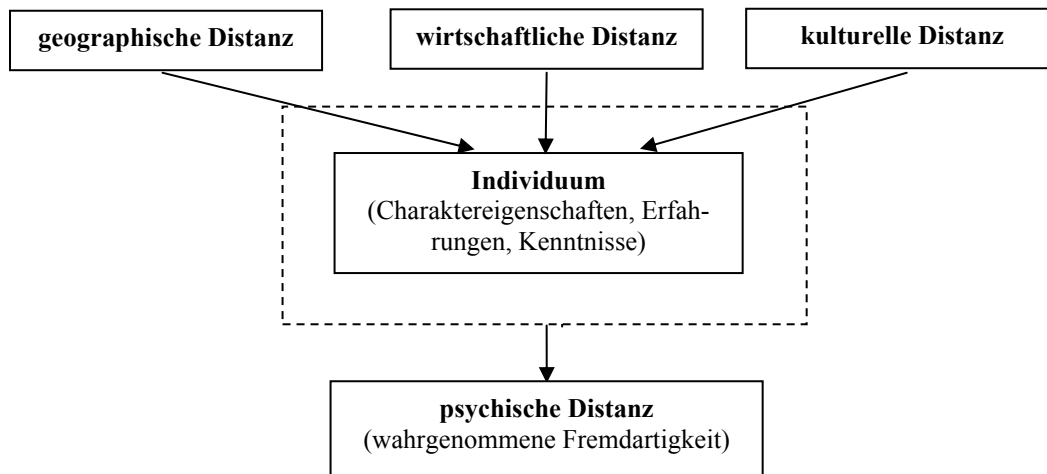 geographische Distanz
wirtschaftliche Distanz
kulturelle Distanz
Individuum
(Charaktereigenschaften, Erfah-
rungen, Kenntnisse)
psychische Distanz
(wahrgenommene Fremdartigkeit)